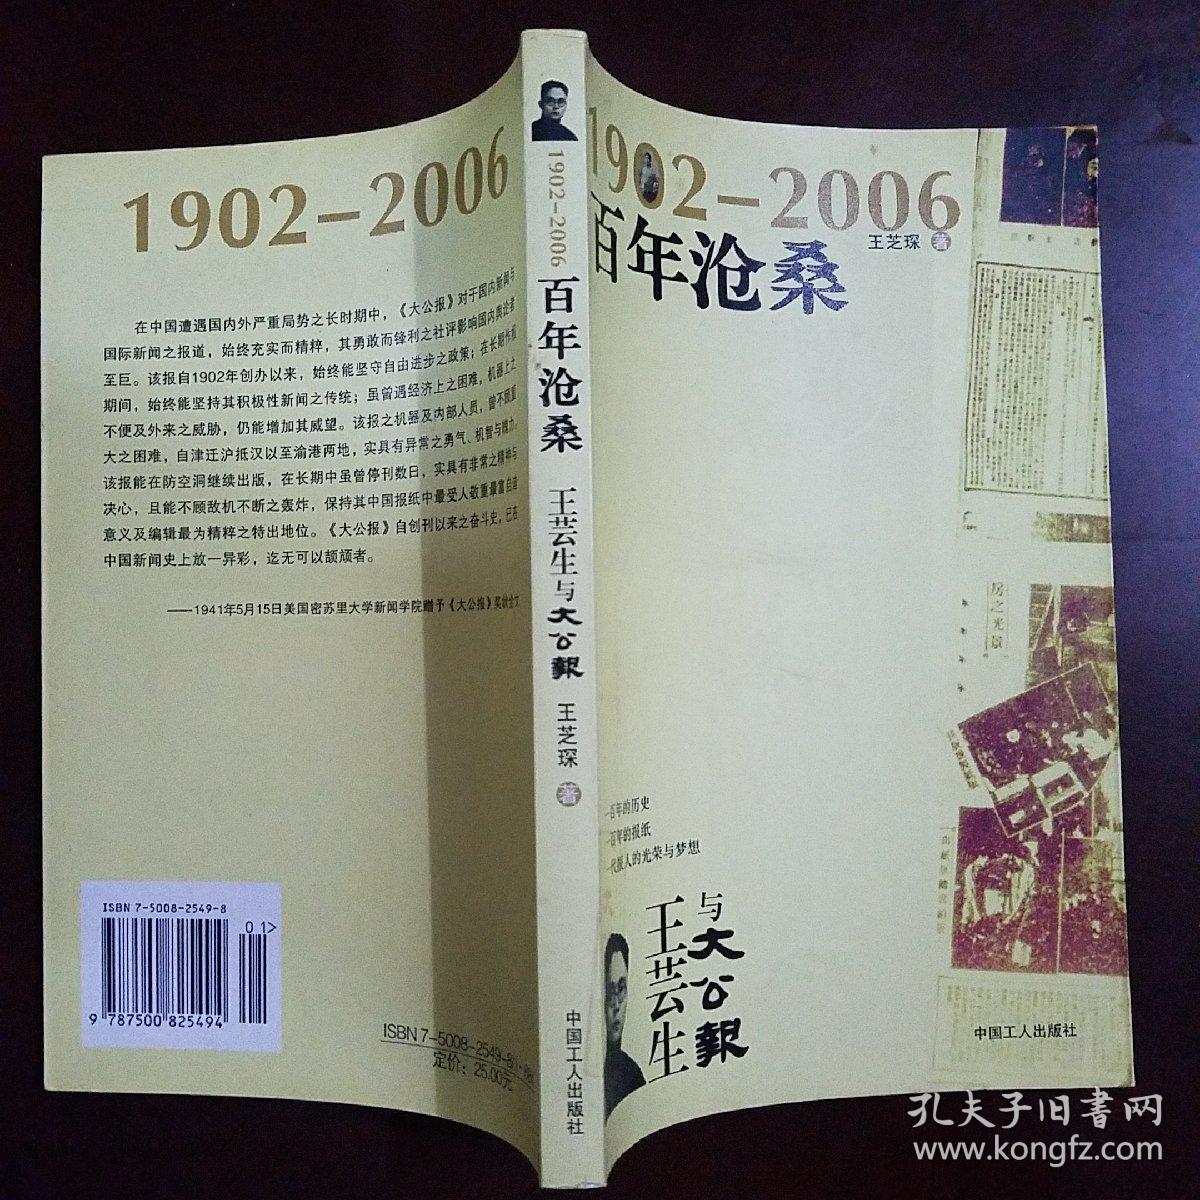 1902-2006
在中国遭遇国内外严重局势之长时期中，《大公报》对于国内新闻与
国际新闻之报道，始终充实而精粹，其勇敢而锋利之社评影响国内舆论者
至巨。该报自1902年创办以来，始终能坚守自由进步之政策；在长期作报
期间，始终能坚持其积极性新闻之传统；虽曾遇经济上之困难，机器上之
不便及外来之威胁，仍能增加其威望。该报之机器及内部人员，曾不顾重
大之困难，自津迁沪抵汉以至渝港两地，实具有异常之勇气、机智与魄力。
该报能在防空洞继续出版，在长期中虽曾停刊数日，实具有非常之精神与
决心，且能不顾敌机不断之轰炸，保持其中国报纸中最受人敬重最富启迪
意义及编辑最为精粹之特出地位。《大公报》自创刊以来之奋斗史，已在
中国新闻史上放一异彩，迄无可以颉颃者。
——1941年5月15日美国密苏里大学新闻学院赠予《大公报》奖状全文
ISBN 7-5008-2549-8
01>
9 787500 825494
ISBN 7-5008-2549-8
定价：25.00元
1902-2006
百年沧桑
王芸生与大公報
王芝琛
著
中国工人出版社
1902-2006
王芝琛 著
百年沧桑
一百年的历史
一百年的报纸
一代报人的光荣与梦想
与大公報
王芸生
房之光景
中国工人出版社
孔夫子旧書网
www.kongfz.com